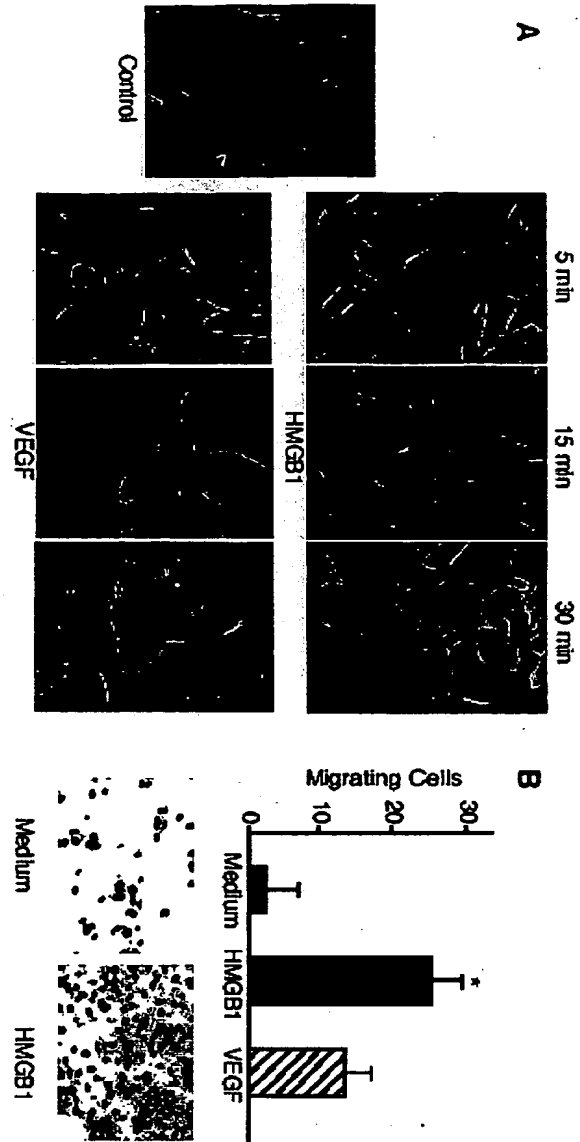 A
5 min
15 min
30 min
Control
HMGB1
VEGF
B
Migrating Cells
30
20
10
0
Medium
HMGB1
VEGF
*
Medium
HMGB1